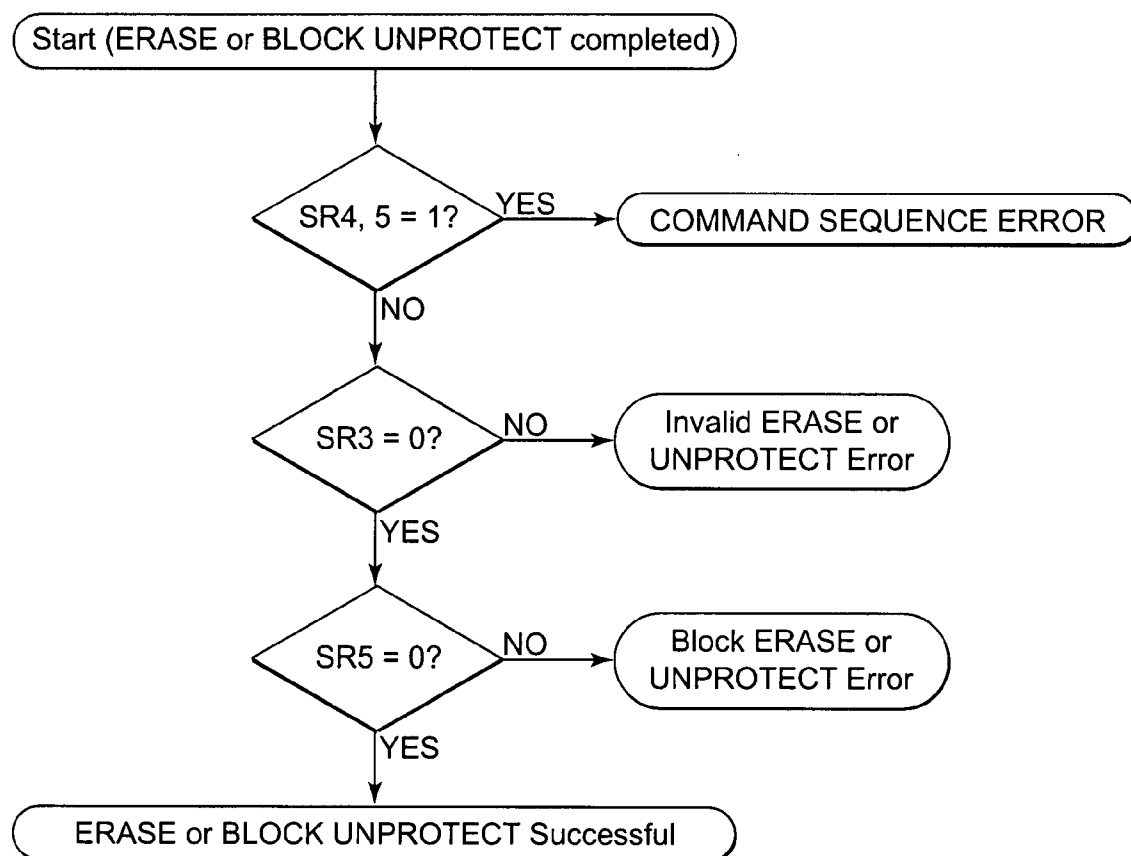 Start (ERASE or BLOCK UNPROTECT completed)
SR4, 5 = 1?
YES
COMMAND SEQUENCE ERROR
NO
SR3 = 0?
NO
Invalid ERASE or
UNPROTECT Error
YES
SR5 = 0?
NO
Block ERASE or
UNPROTECT Error
YES
ERASE or BLOCK UNPROTECT Successful